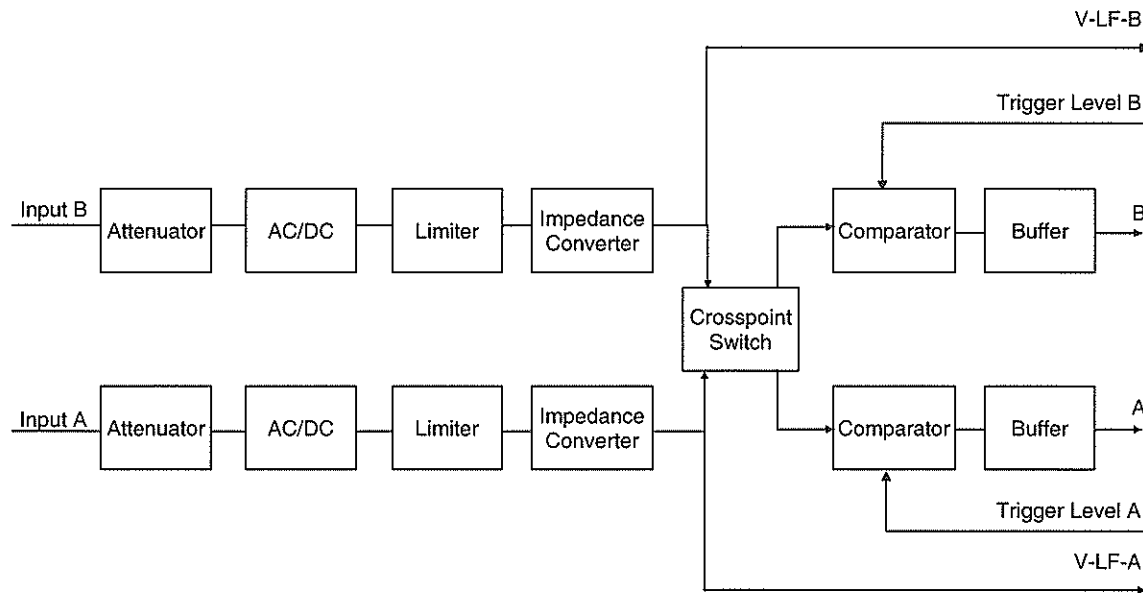 V-LF-B
Trigger Level B
Input B
Attenuator
AC/DC
Limiter
Impedance
Converter
Comparator
Buffer
B
Crosspoint
Switch
Input A
Attenuator
AC/DC
Limiter
Impedance
Converter
Comparator
Buffer
A
Trigger Level A
V-LF-A